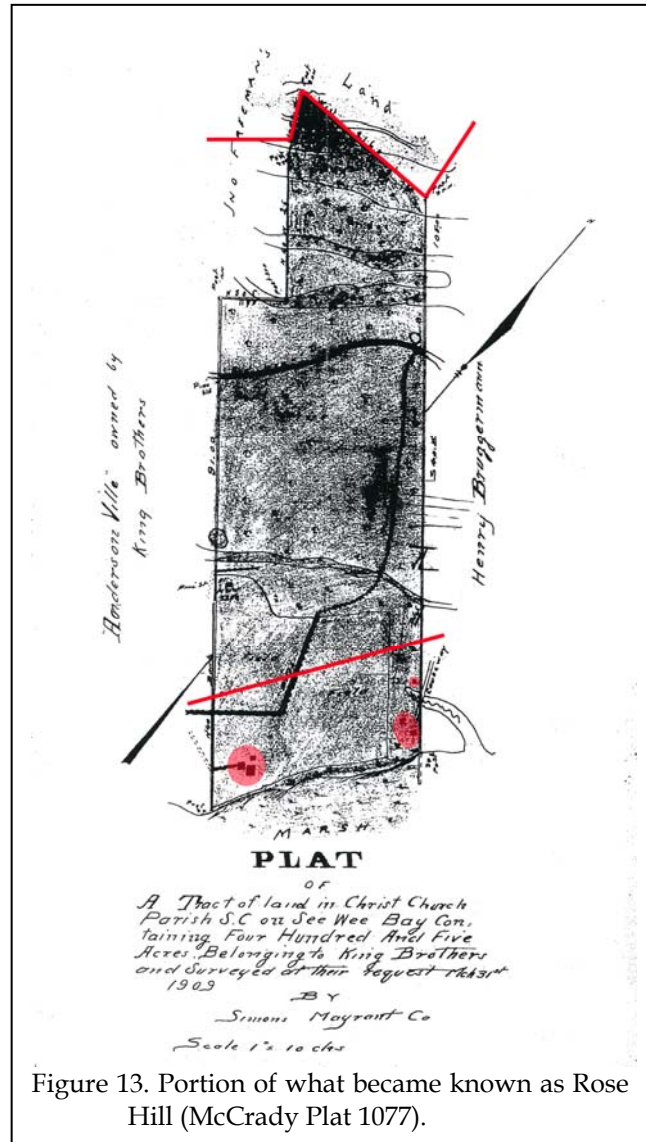 Land
JNO FREEMAN'S
"Anderson Ville" owned by
King Brothers
Henry Bruggermann
MARSH
PLAT
OF
A Tract of land in Christ Church
Parish S.C on See Wee Bay Con,
taining Four Hundred And Five
Acres. Belonging to King Brothers
and Surveyed at their request Mch 31st
1909
BY
Simons Mayrant Co
Scale 1"= 10 chs
Figure 13. Portion of what became known as Rose
Hill (McCrady Plat 1077).